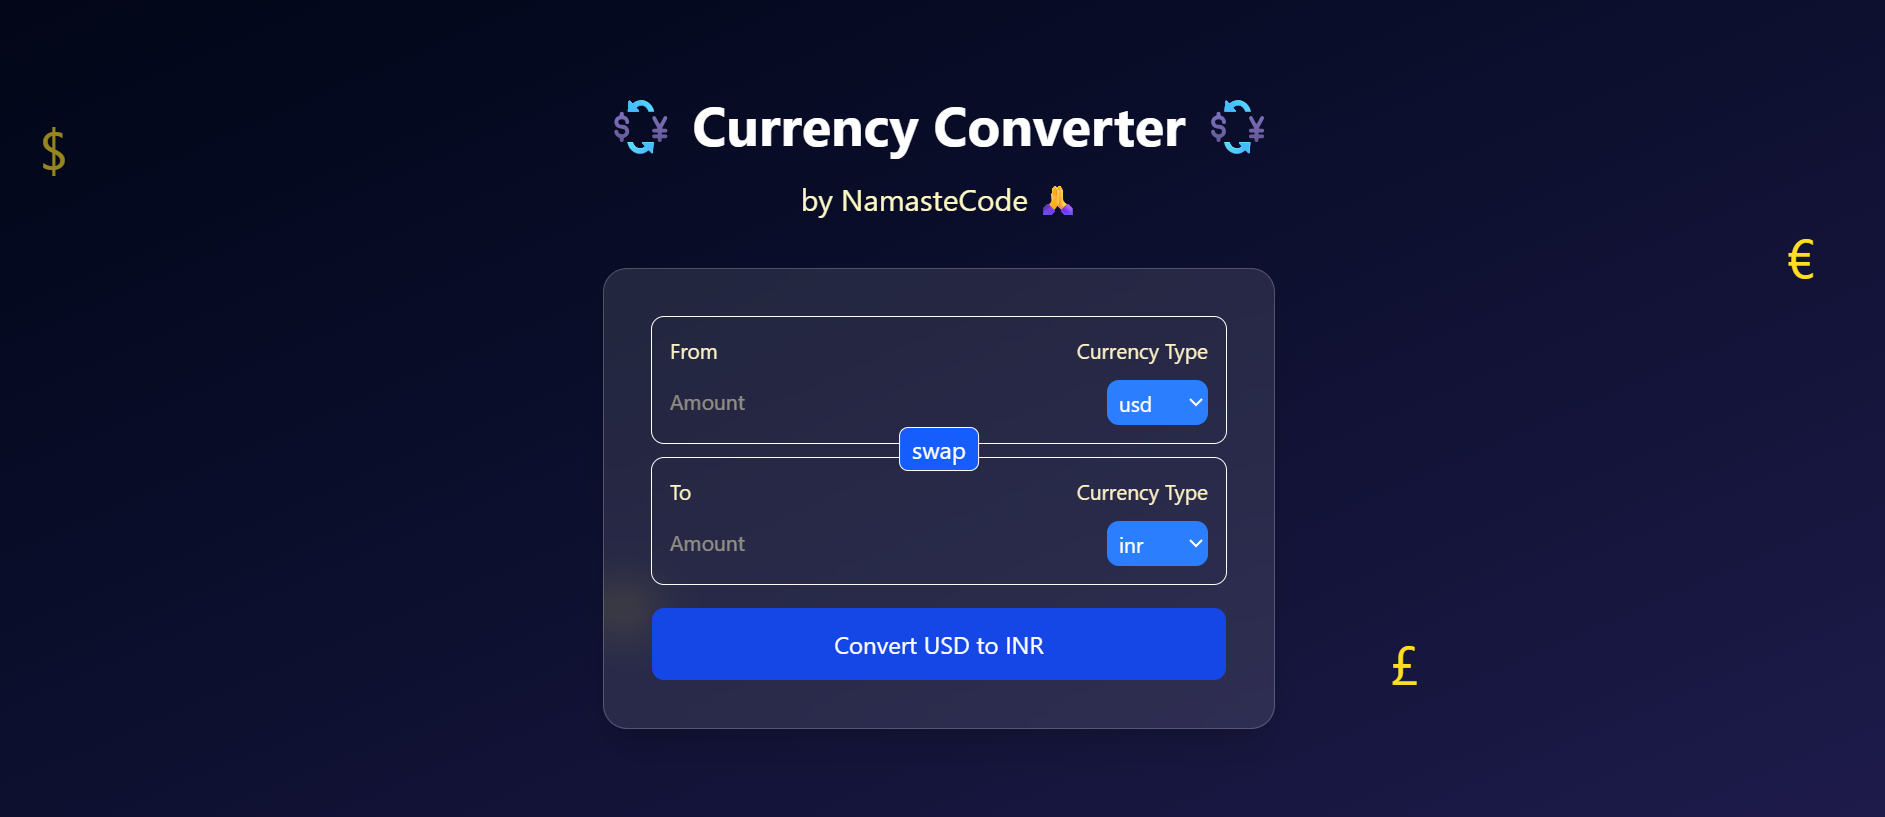 💱 Currency Converter 💱
by NamasteCode 🙏
$
€
From Currency Type
Amount usd
swap
To Currency Type
Amount inr
Convert USD to INR
£